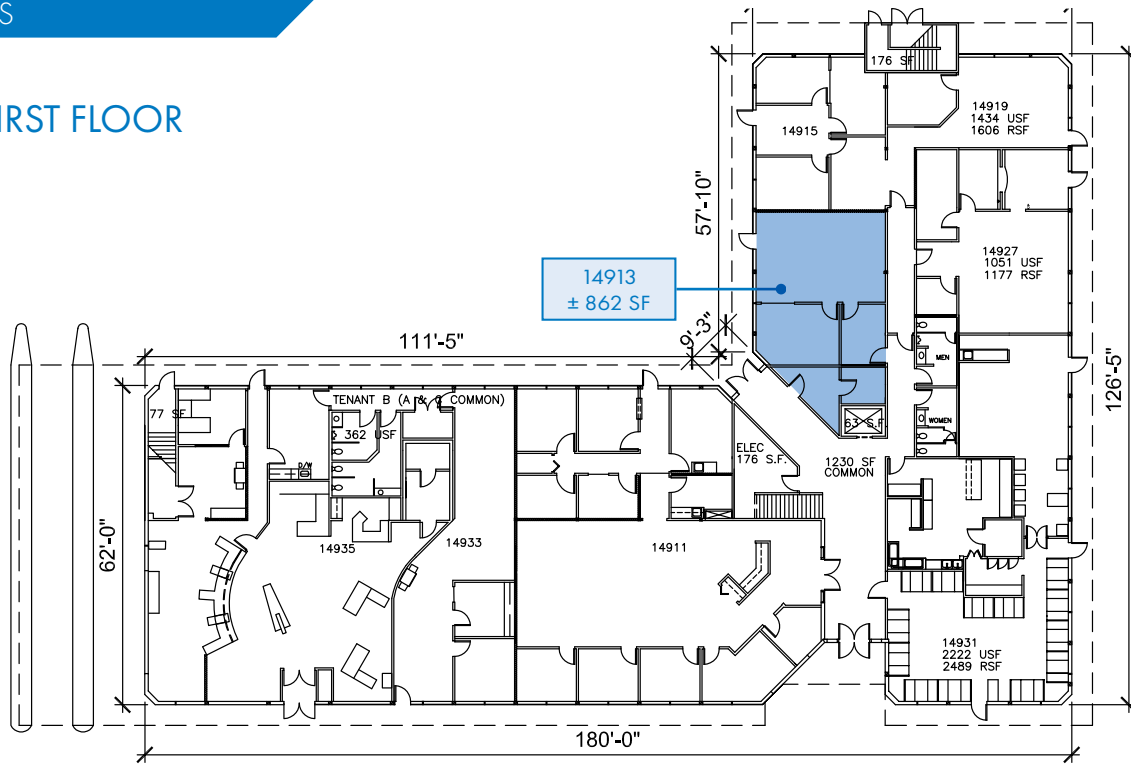 S
IRST FLOOR
176 SF
14919
1434 USF
1606 RSF
14915
57'-10"
14927
1051 USF
1177 RSF
14913
± 862 SF
9'-3"
111'-5"
126'-5"
MEN
TENANT B (A & C COMMON)
77 SF
362 USF
63 S.F.
WOMEN
ELEC
176 S.F.
1230 SF
COMMON
D/W
62'-0"
14935
14933
14911
14931
2222 USF
2489 RSF
180'-0"